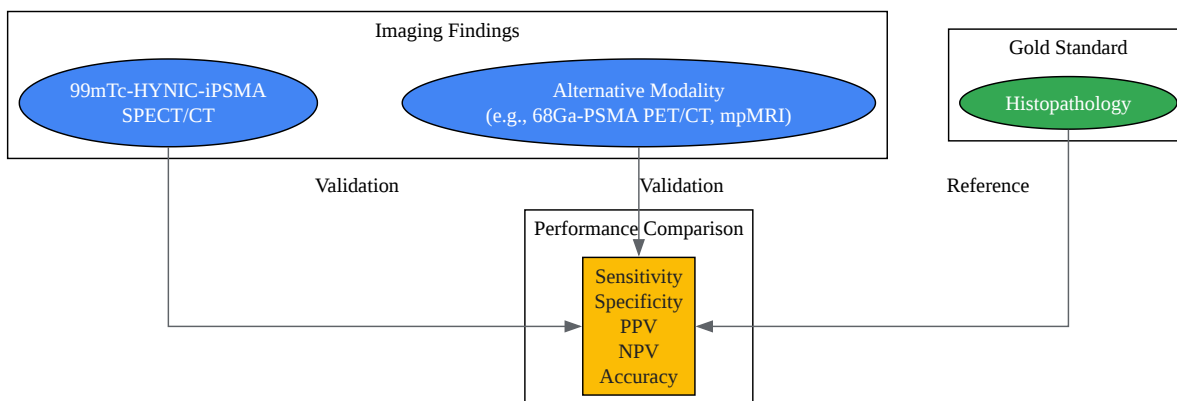 Imaging Findings
99mTc-HYNIC-iPSMA
SPECT/CT
Alternative Modality
(e.g., 68Ga-PSMA PET/CT, mpMRI)
Gold Standard
Histopathology
Validation
Validation
Reference
Performance Comparison
Sensitivity
Specificity
PPV
NPV
Accuracy